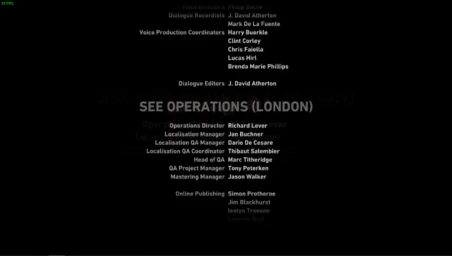 Dialogue Recordists J. David Atherton
Mark De La Fuente
Voice Production Coordinators Harry Buerkle
Clint Corley
Chris Faiella
Lucas Hirl
Brenda Marie Phillips
Dialogue Editors J. David Atherton
SEE OPERATIONS (LONDON)
Operations Director Richard Lever
Localisation Manager Jan Buchner
Localisation QA Manager Dario De Cesare
Localisation QA Coordinator Thibaut Salembier
Head of QA Marc Titheridge
QA Project Manager Tony Peterken
Mastering Manager Jason Walker
Online Publishing Simon Protheroe
Jim Blackhurst